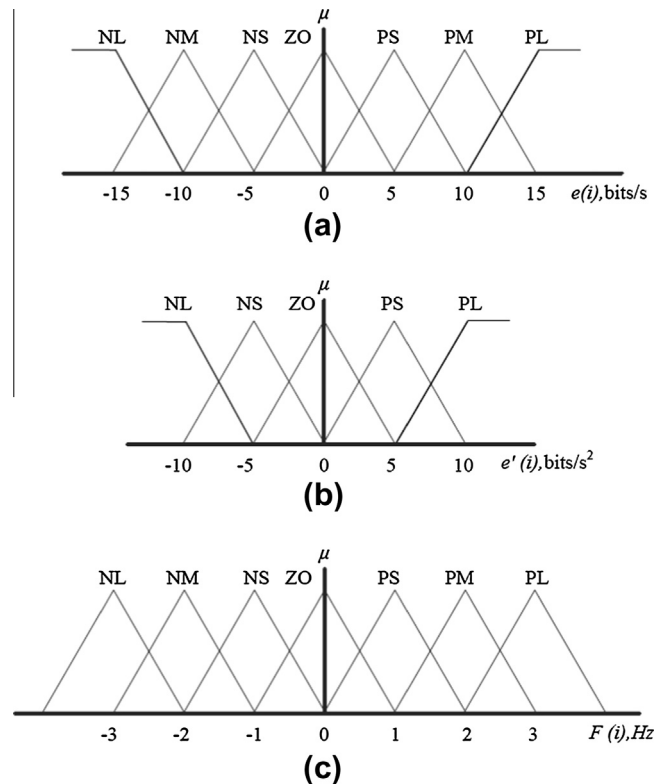 μ
NL NM NS ZO PS PM PL
-15 -10 -5 0 5 10 15 e(i),bits/s
(a)
μ
NL NS ZO PS PL
-10 -5 0 5 10 e'(i),bits/s²
(b)
μ
NL NM NS ZO PS PM PL
-3 -2 -1 0 1 2 3 F(i),Hz
(c)